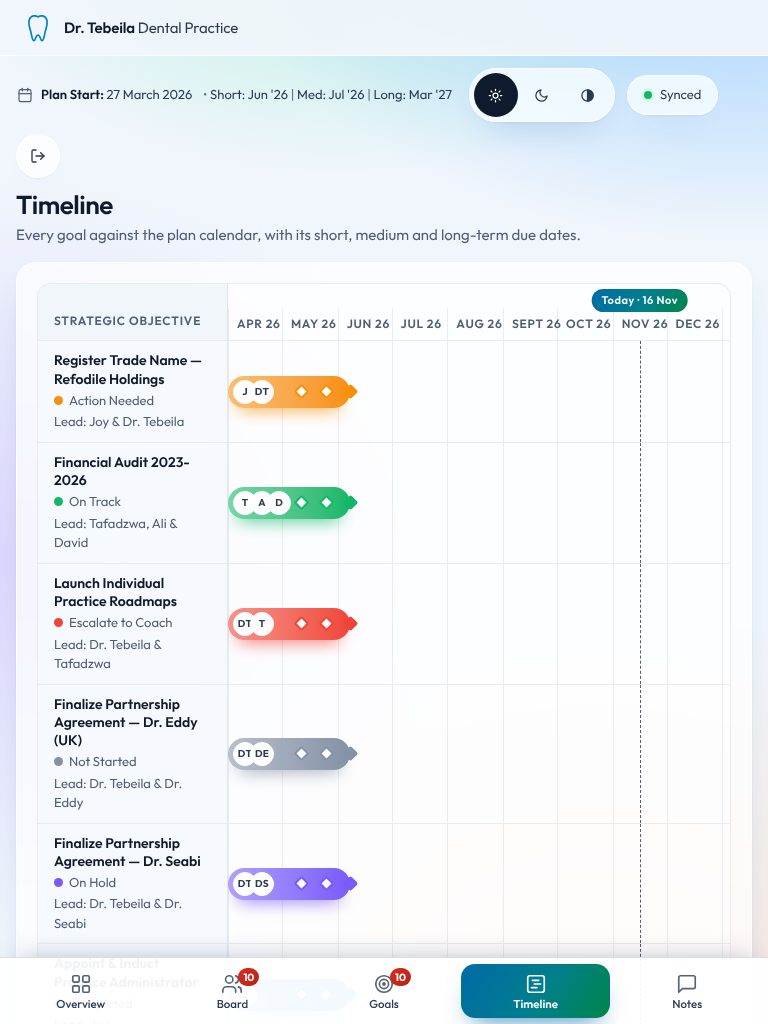 Dr. Tebeila Dental Practice
Plan Start: 27 March 2026 • Short: Jun '26 | Med: Jul '26 | Long: Mar '27
Synced
Timeline
Every goal against the plan calendar, with its short, medium and long-term due dates.
Today · 16 Nov
STRATEGIC OBJECTIVE APR 26 MAY 26 JUN 26 JUL 26 AUG 26 SEPT 26 OCT 26 NOV 26 DEC 26
Register Trade Name —
Refodile Holdings
Action Needed
Lead: Joy & Dr. Tebeila
J DT
Financial Audit 2023-
2026
On Track
Lead: Tafadzwa, Ali &
David
T A D
Launch Individual
Practice Roadmaps
Escalate to Coach
Lead: Dr. Tebeila &
Tafadzwa
DT T
Finalize Partnership
Agreement — Dr. Eddy
(UK)
Not Started
Lead: Dr. Tebeila & Dr.
Eddy
DT DE
Finalize Partnership
Agreement — Dr. Seabi
On Hold
Lead: Dr. Tebeila & Dr.
Seabi
DT DS
Appoint & Induct
Practice Administrator
10 10
Overview Board Goals Timeline Notes